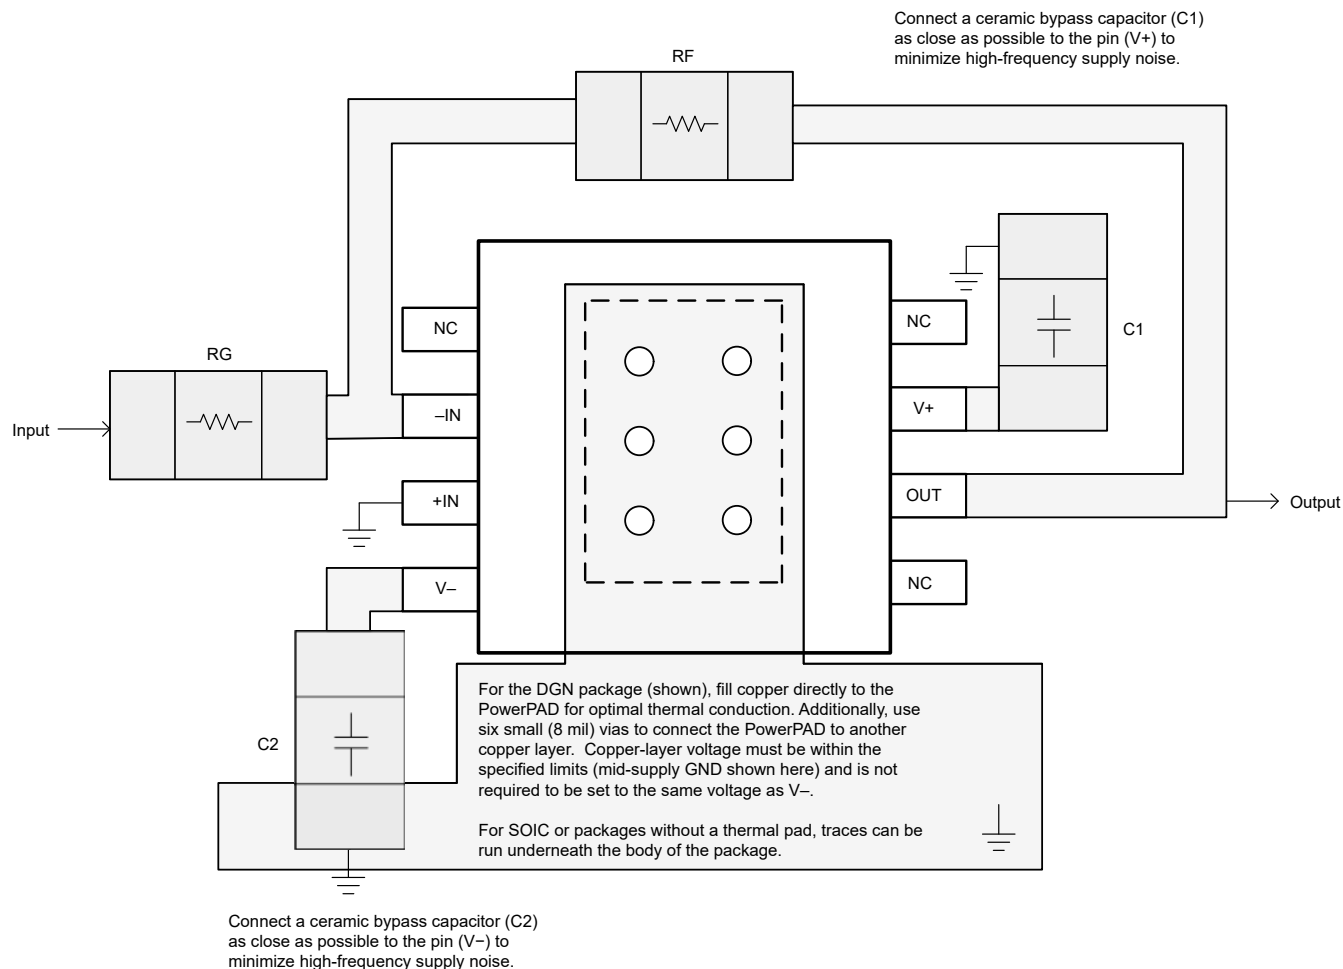 Connect a ceramic bypass capacitor (C1)
as close as possible to the pin (V+) to
minimize high-frequency supply noise.
RF
NC
NC
C1
RG
–IN
V+
Input
+IN
OUT
Output
V–
NC
For the DGN package (shown), fill copper directly to the
PowerPAD for optimal thermal conduction. Additionally, use
six small (8 mil) vias to connect the PowerPAD to another
copper layer. Copper-layer voltage must be within the
specified limits (mid-supply GND shown here) and is not
required to be set to the same voltage as V–.
C2
For SOIC or packages without a thermal pad, traces can be
run underneath the body of the package.
Connect a ceramic bypass capacitor (C2)
as close as possible to the pin (V−) to
minimize high-frequency supply noise.